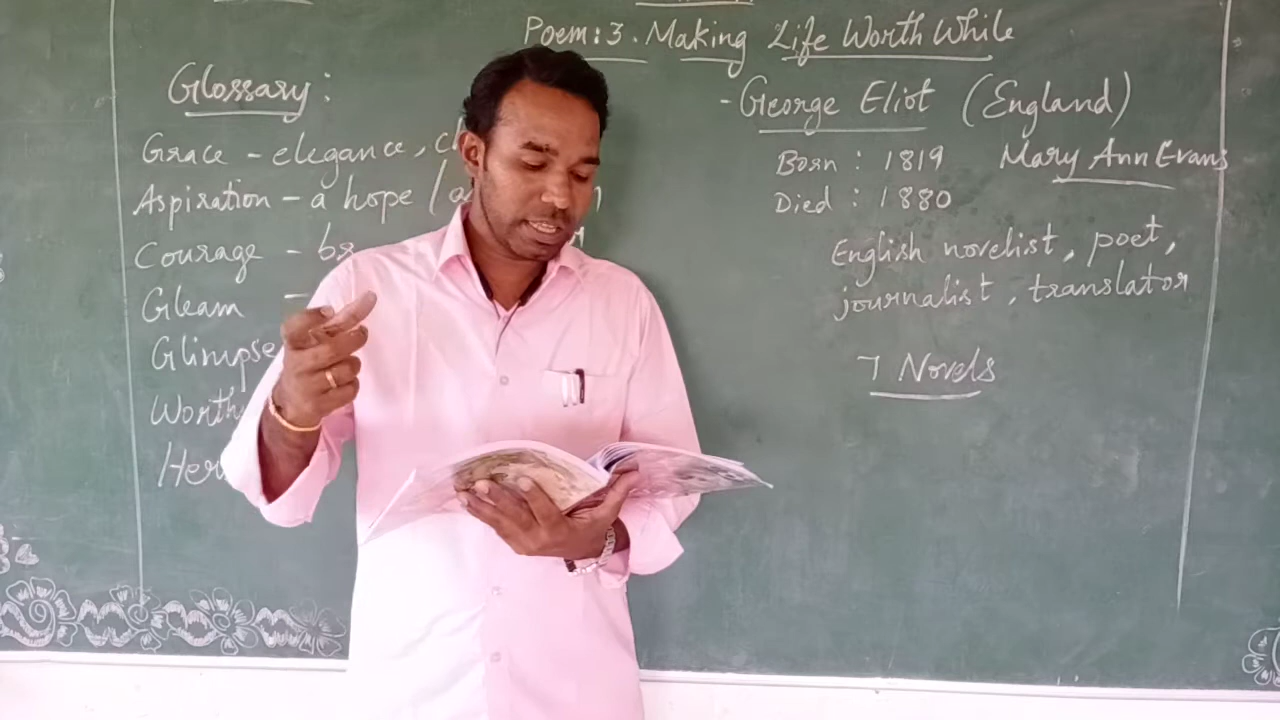 Poem: 3. Making Life Worth While
Glossary:
Grace - elegance,
Aspiration - a hope /
Courage -
Gleam -
Glimpse
- George Eliot (England)
Born : 1819 Mary Ann Evans
Died : 1880
English novelist, poet,
journalist, translator
7 Novels